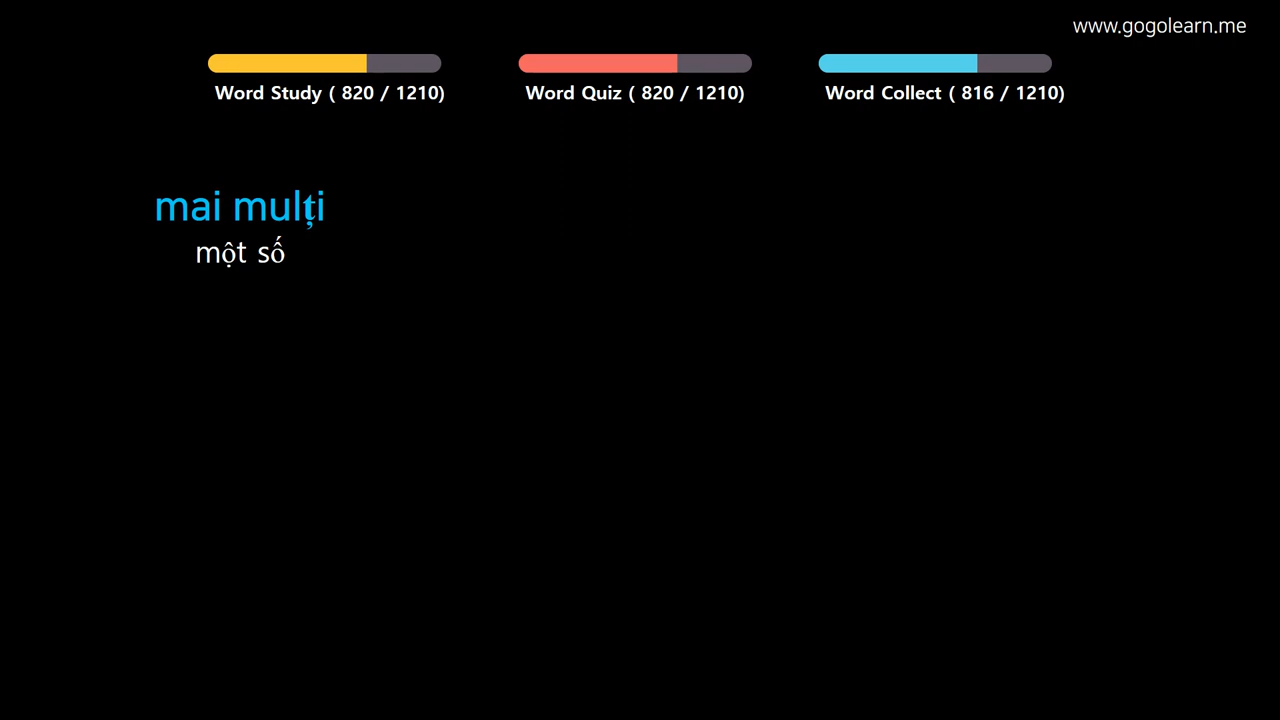 www.gogolearn.me
Word Study ( 820 / 1210)
Word Quiz ( 820 / 1210)
Word Collect ( 816 / 1210)
mai mulți
một số